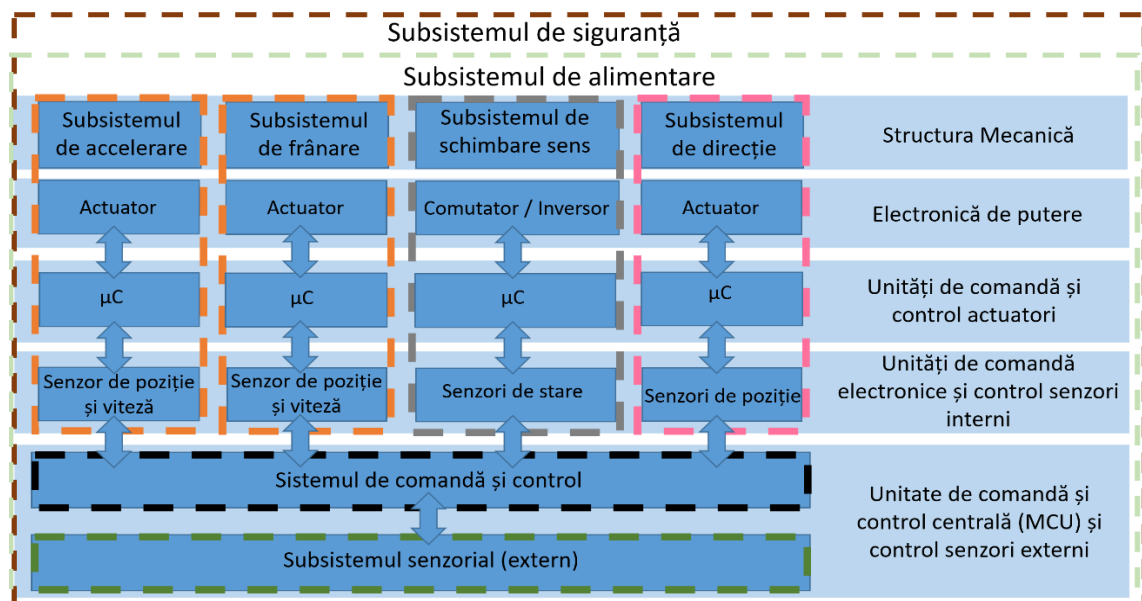 Subsistemul de siguranță
Subsistemul de alimentare
Subsistemul
de accelerare
Subsistemul
de frânare
Subsistemul de
schimbare sens
Subsistemul
de direcție
Structura Mecanică
Actuator
Actuator
Comutator / Inversor
Actuator
Electronică de putere
µC
µC
µC
µC
Unități de comandă și
control actuatori
Senzor de poziție
și viteză
Senzor de poziție
și viteză
Senzori de stare
Senzori de poziție
Unități de comandă
electronice și control senzori
interni
Sistemul de comandă și control
Subsistemul senzorial (extern)
Unitate de comandă și
control centrală (MCU) și
control senzori externi